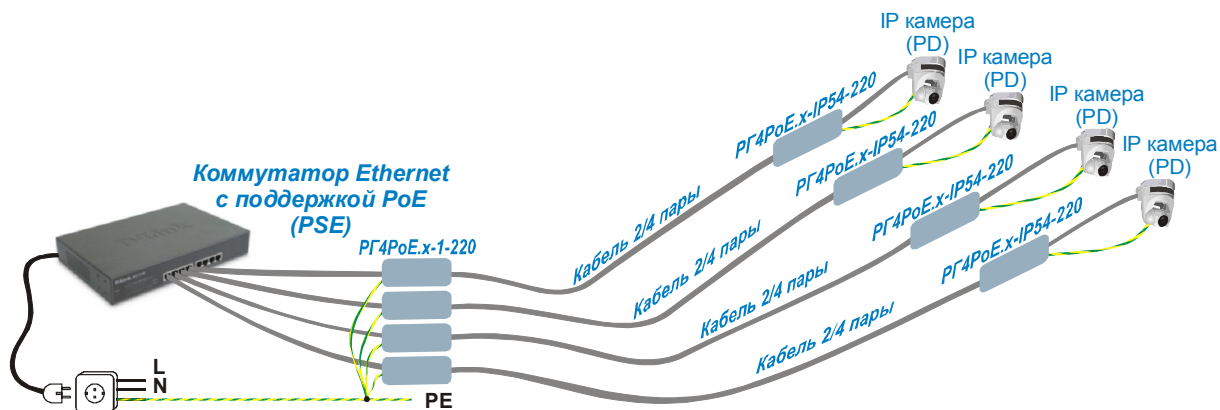 IP камера
(PD)
IP камера
(PD)
IP камера
(PD)
IP камера
(PD)
РГ4PoE.x-IP54-220
РГ4PoE.x-IP54-220
РГ4PoE.x-IP54-220
РГ4PoE.x-IP54-220
Коммутатор Ethernet
с поддержкой PoE
(PSE)
РГ4PoE.x-1-220
Кабель 2/4 пары
Кабель 2/4 пары
Кабель 2/4 пары
Кабель 2/4 пары
L
N
PE